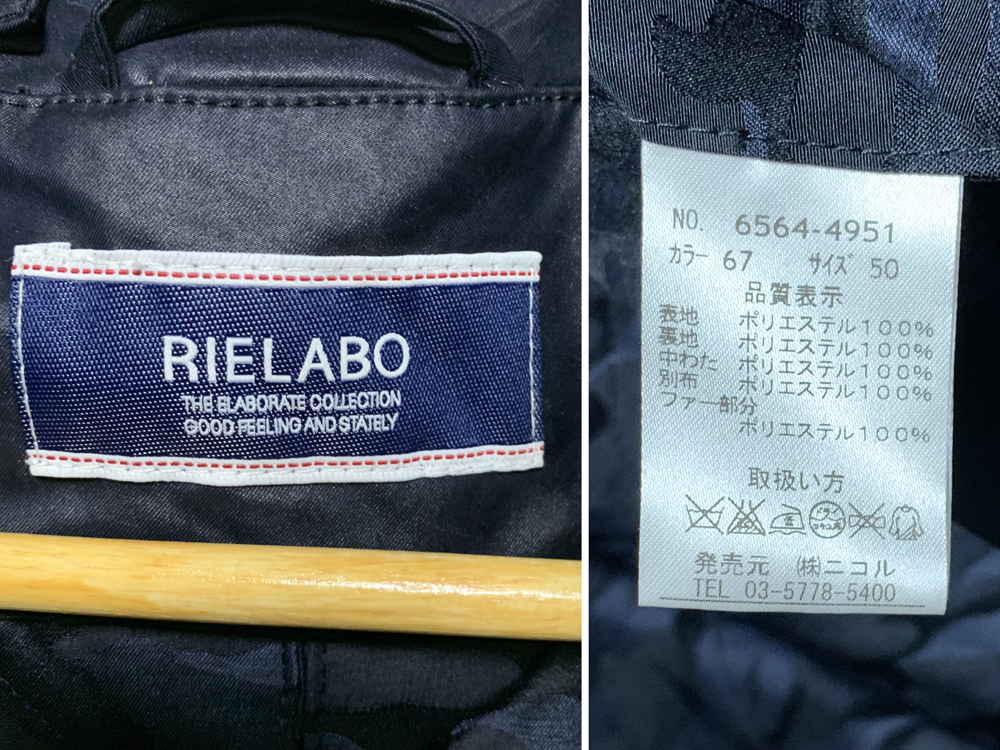 RIELABO
THE ELABORATE COLLECTION
GOOD FEELING AND STATELY
NO. 6564-4951
カラー 67 サイズ 50
品質表示
表地 ポリエステル100%
裏地 ポリエステル100%
中わた ポリエステル100%
別布 ポリエステル100%
ファー部分
ポリエステル100%
取扱い方
発売元 (株)ニコル
TEL 03-5778-5400